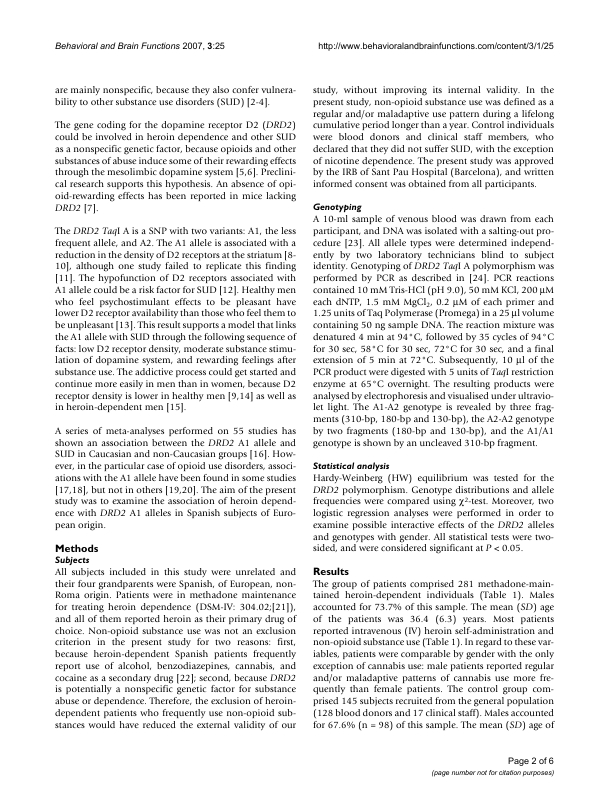 Behavioral and Brain Functions 2007, 3:25
http://www.behavioralandbrainfunctions.com/content/3/1/25
are mainly nonspecific, because they also confer vulnera-
bility to other substance use disorders (SUD) [2-4].
The gene coding for the dopamine receptor D2 (DRD2)
could be involved in heroin dependence and other SUD
as a nonspecific genetic factor, because opioids and other
substances of abuse induce some of their rewarding effects
through the mesolimbic dopamine system [5,6]. Preclini-
cal research supports this hypothesis. An absence of opi-
oid-rewarding effects has been reported in mice lacking
DRD2 [7].
The DRD2 TaqI A is a SNP with two variants: A1, the less
frequent allele, and A2. The A1 allele is associated with a
reduction in the density of D2 receptors at the striatum [8-
10], although one study failed to replicate this finding
[11]. The hypofunction of D2 receptors associated with
A1 allele could be a risk factor for SUD [12]. Healthy men
who feel psychostimulant effects to be pleasant have
lower D2 receptor availability than those who feel them to
be unpleasant [13]. This result supports a model that links
the A1 allele with SUD through the following sequence of
facts: low D2 receptor density, moderate substance stimu-
lation of dopamine system, and rewarding feelings after
substance use. The addictive process could get started and
continue more easily in men than in women, because D2
receptor density is lower in healthy men [9,14] as well as
in heroin-dependent men [15].
A series of meta-analyses performed on 55 studies has
shown an association between the DRD2 A1 allele and
SUD in Caucasian and non-Caucasian groups [16]. How-
ever, in the particular case of opioid use disorders, associ-
ations with the A1 allele have been found in some studies
[17,18], but not in others [19,20]. The aim of the present
study was to examine the association of heroin depend-
ence with DRD2 A1 alleles in Spanish subjects of Euro-
pean origin.
Methods
Subjects
All subjects included in this study were unrelated and
their four grandparents were Spanish, of European, non-
Roma origin. Patients were in methadone maintenance
for treating heroin dependence (DSM-IV: 304.02;[21]),
and all of them reported heroin as their primary drug of
choice. Non-opioid substance use was not an exclusion
criterion in the present study for two reasons: first,
because heroin-dependent Spanish patients frequently
report use of alcohol, benzodiazepines, cannabis, and
cocaine as a secondary drug [22]; second, because DRD2
is potentially a nonspecific genetic factor for substance
abuse or dependence. Therefore, the exclusion of heroin-
dependent patients who frequently use non-opioid sub-
stances would have reduced the external validity of our
study, without improving its internal validity. In the
present study, non-opioid substance use was defined as a
regular and/or maladaptive use pattern during a lifelong
cumulative period longer than a year. Control individuals
were blood donors and clinical staff members, who
declared that they did not suffer SUD, with the exception
of nicotine dependence. The present study was approved
by the IRB of Sant Pau Hospital (Barcelona), and written
informed consent was obtained from all participants.
Genotyping
A 10-ml sample of venous blood was drawn from each
participant, and DNA was isolated with a salting-out pro-
cedure [23]. All allele types were determined independ-
ently by two laboratory technicians blind to subject
identity. Genotyping of DRD2 TaqI A polymorphism was
performed by PCR as described in [24]. PCR reactions
contained 10 mM Tris-HCl (pH 9.0), 50 mM KCl, 200 μM
each dNTP, 1.5 mM MgCl₂, 0.2 μM of each primer and
1.25 units of Taq Polymerase (Promega) in a 25 μl volume
containing 50 ng sample DNA. The reaction mixture was
denatured 4 min at 94°C, followed by 35 cycles of 94°C
for 30 sec, 58°C for 30 sec, 72°C for 30 sec, and a final
extension of 5 min at 72°C. Subsequently, 10 μl of the
PCR product were digested with 5 units of TaqI restriction
enzyme at 65°C overnight. The resulting products were
analysed by electrophoresis and visualised under ultravio-
let light. The A1-A2 genotype is revealed by three frag-
ments (310-bp, 180-bp and 130-bp), the A2-A2 genotype
by two fragments (180-bp and 130-bp), and the A1/A1
genotype is shown by an uncleaved 310-bp fragment.
Statistical analysis
Hardy-Weinberg (HW) equilibrium was tested for the
DRD2 polymorphism. Genotype distributions and allele
frequencies were compared using χ²-test. Moreover, two
logistic regression analyses were performed in order to
examine possible interactive effects of the DRD2 alleles
and genotypes with gender. All statistical tests were two-
sided, and were considered significant at P < 0.05.
Results
The group of patients comprised 281 methadone-main-
tained heroin-dependent individuals (Table 1). Males
accounted for 73.7% of this sample. The mean (SD) age
of the patients was 36.4 (6.3) years. Most patients
reported intravenous (IV) heroin self-administration and
non-opioid substance use (Table 1). In regard to these var-
iables, patients were comparable by gender with the only
exception of cannabis use: male patients reported regular
and/or maladaptive patterns of cannabis use more fre-
quently than female patients. The control group com-
prised 145 subjects recruited from the general population
(128 blood donors and 17 clinical staff). Males accounted
for 67.6% (n = 98) of this sample. The mean (SD) age of
Page 2 of 6
(page number not for citation purposes)